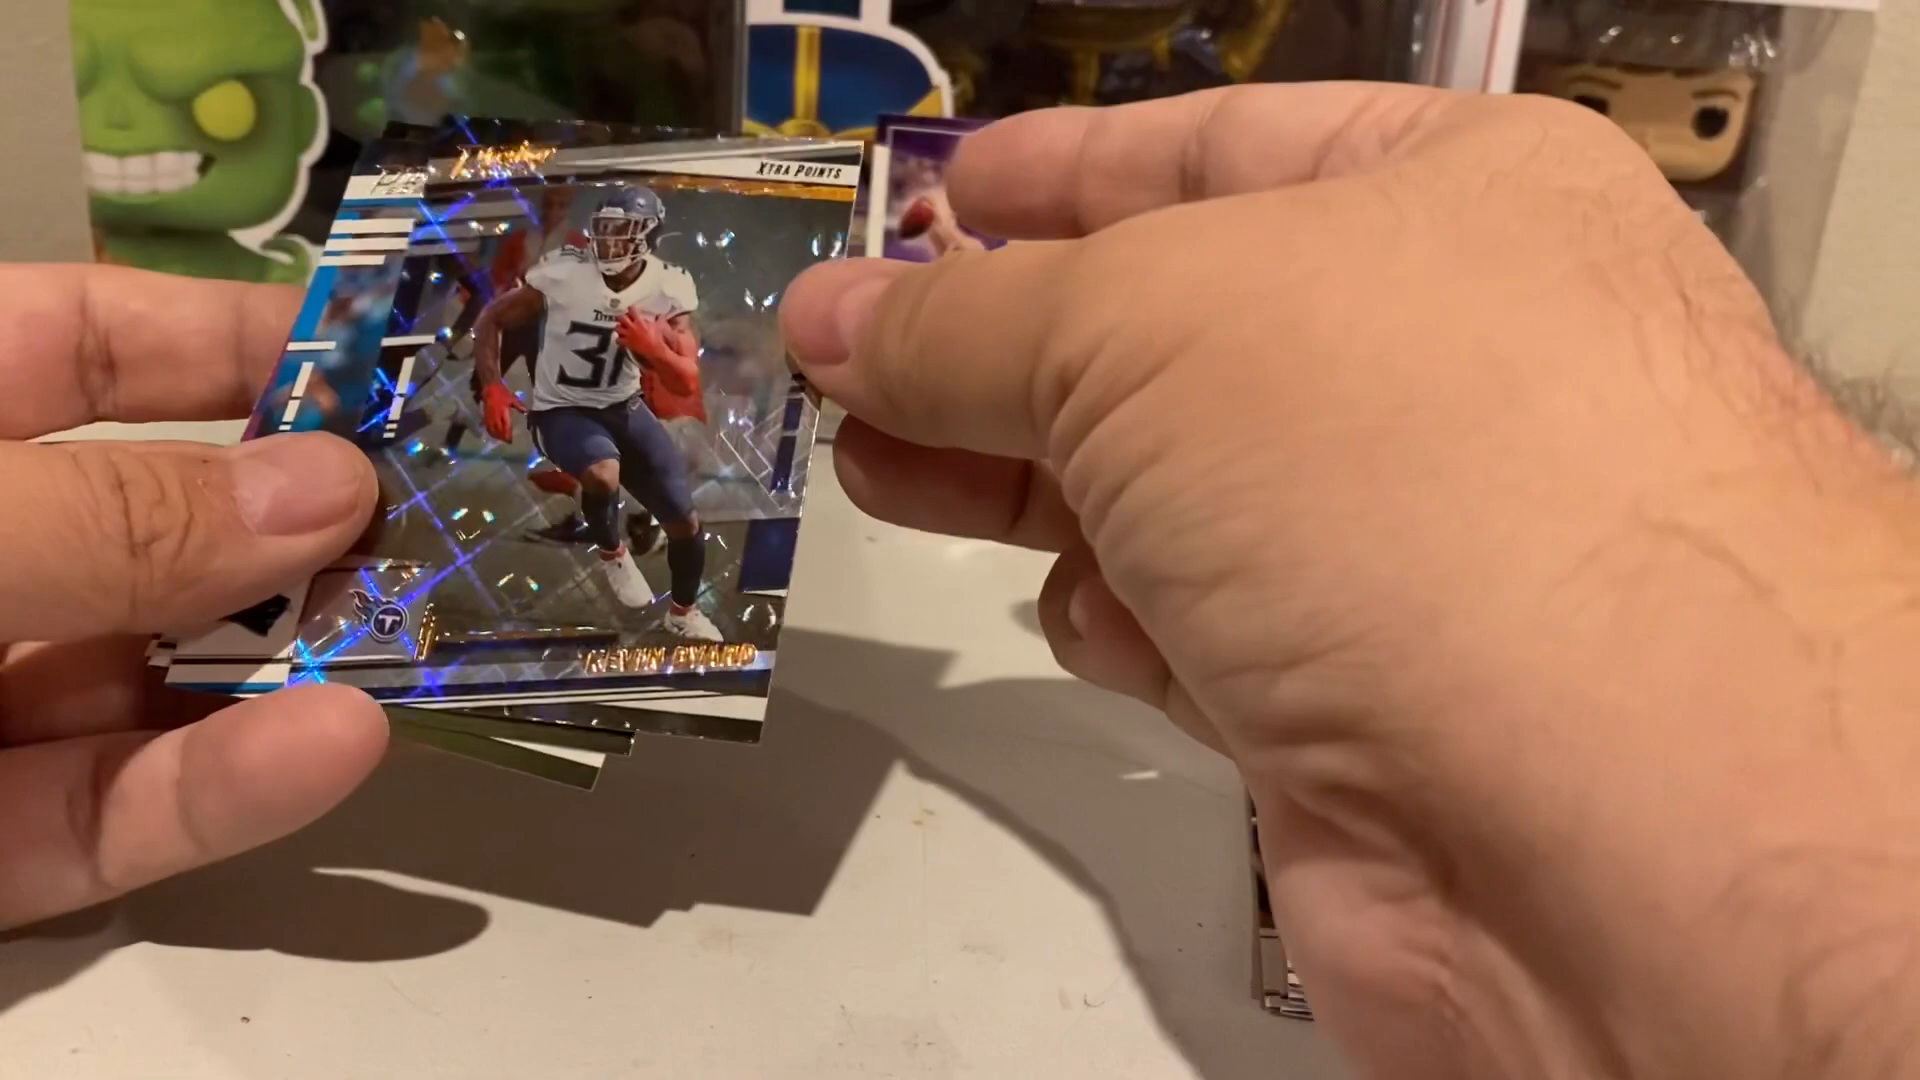 XTRA POINTS
TITANS
31
T
KEVIN BYARD